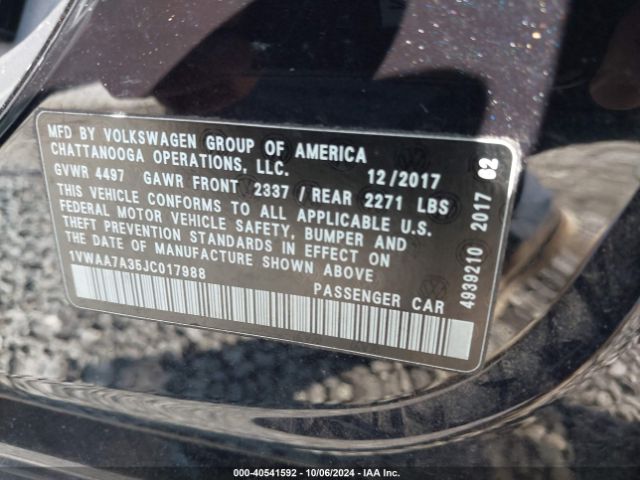 MFD BY VOLKSWAGEN GROUP OF AMERICA
CHATTANOOGA OPERATIONS, LLC. 12/2017
GVWR 4497 GAWR FRONT 2337 / REAR 2271 LBS
THIS VEHICLE CONFORMS TO ALL APPLICABLE U.S.
FEDERAL MOTOR VEHICLE SAFETY, BUMPER AND
THEFT PREVENTION STANDARDS IN EFFECT ON
THE DATE OF MANUFACTURE SHOWN ABOVE
1VWAA7A35JC017988
PASSENGER CAR
4939210 2017 62
000-40541592 | 10/06/2024 | IAA Inc.